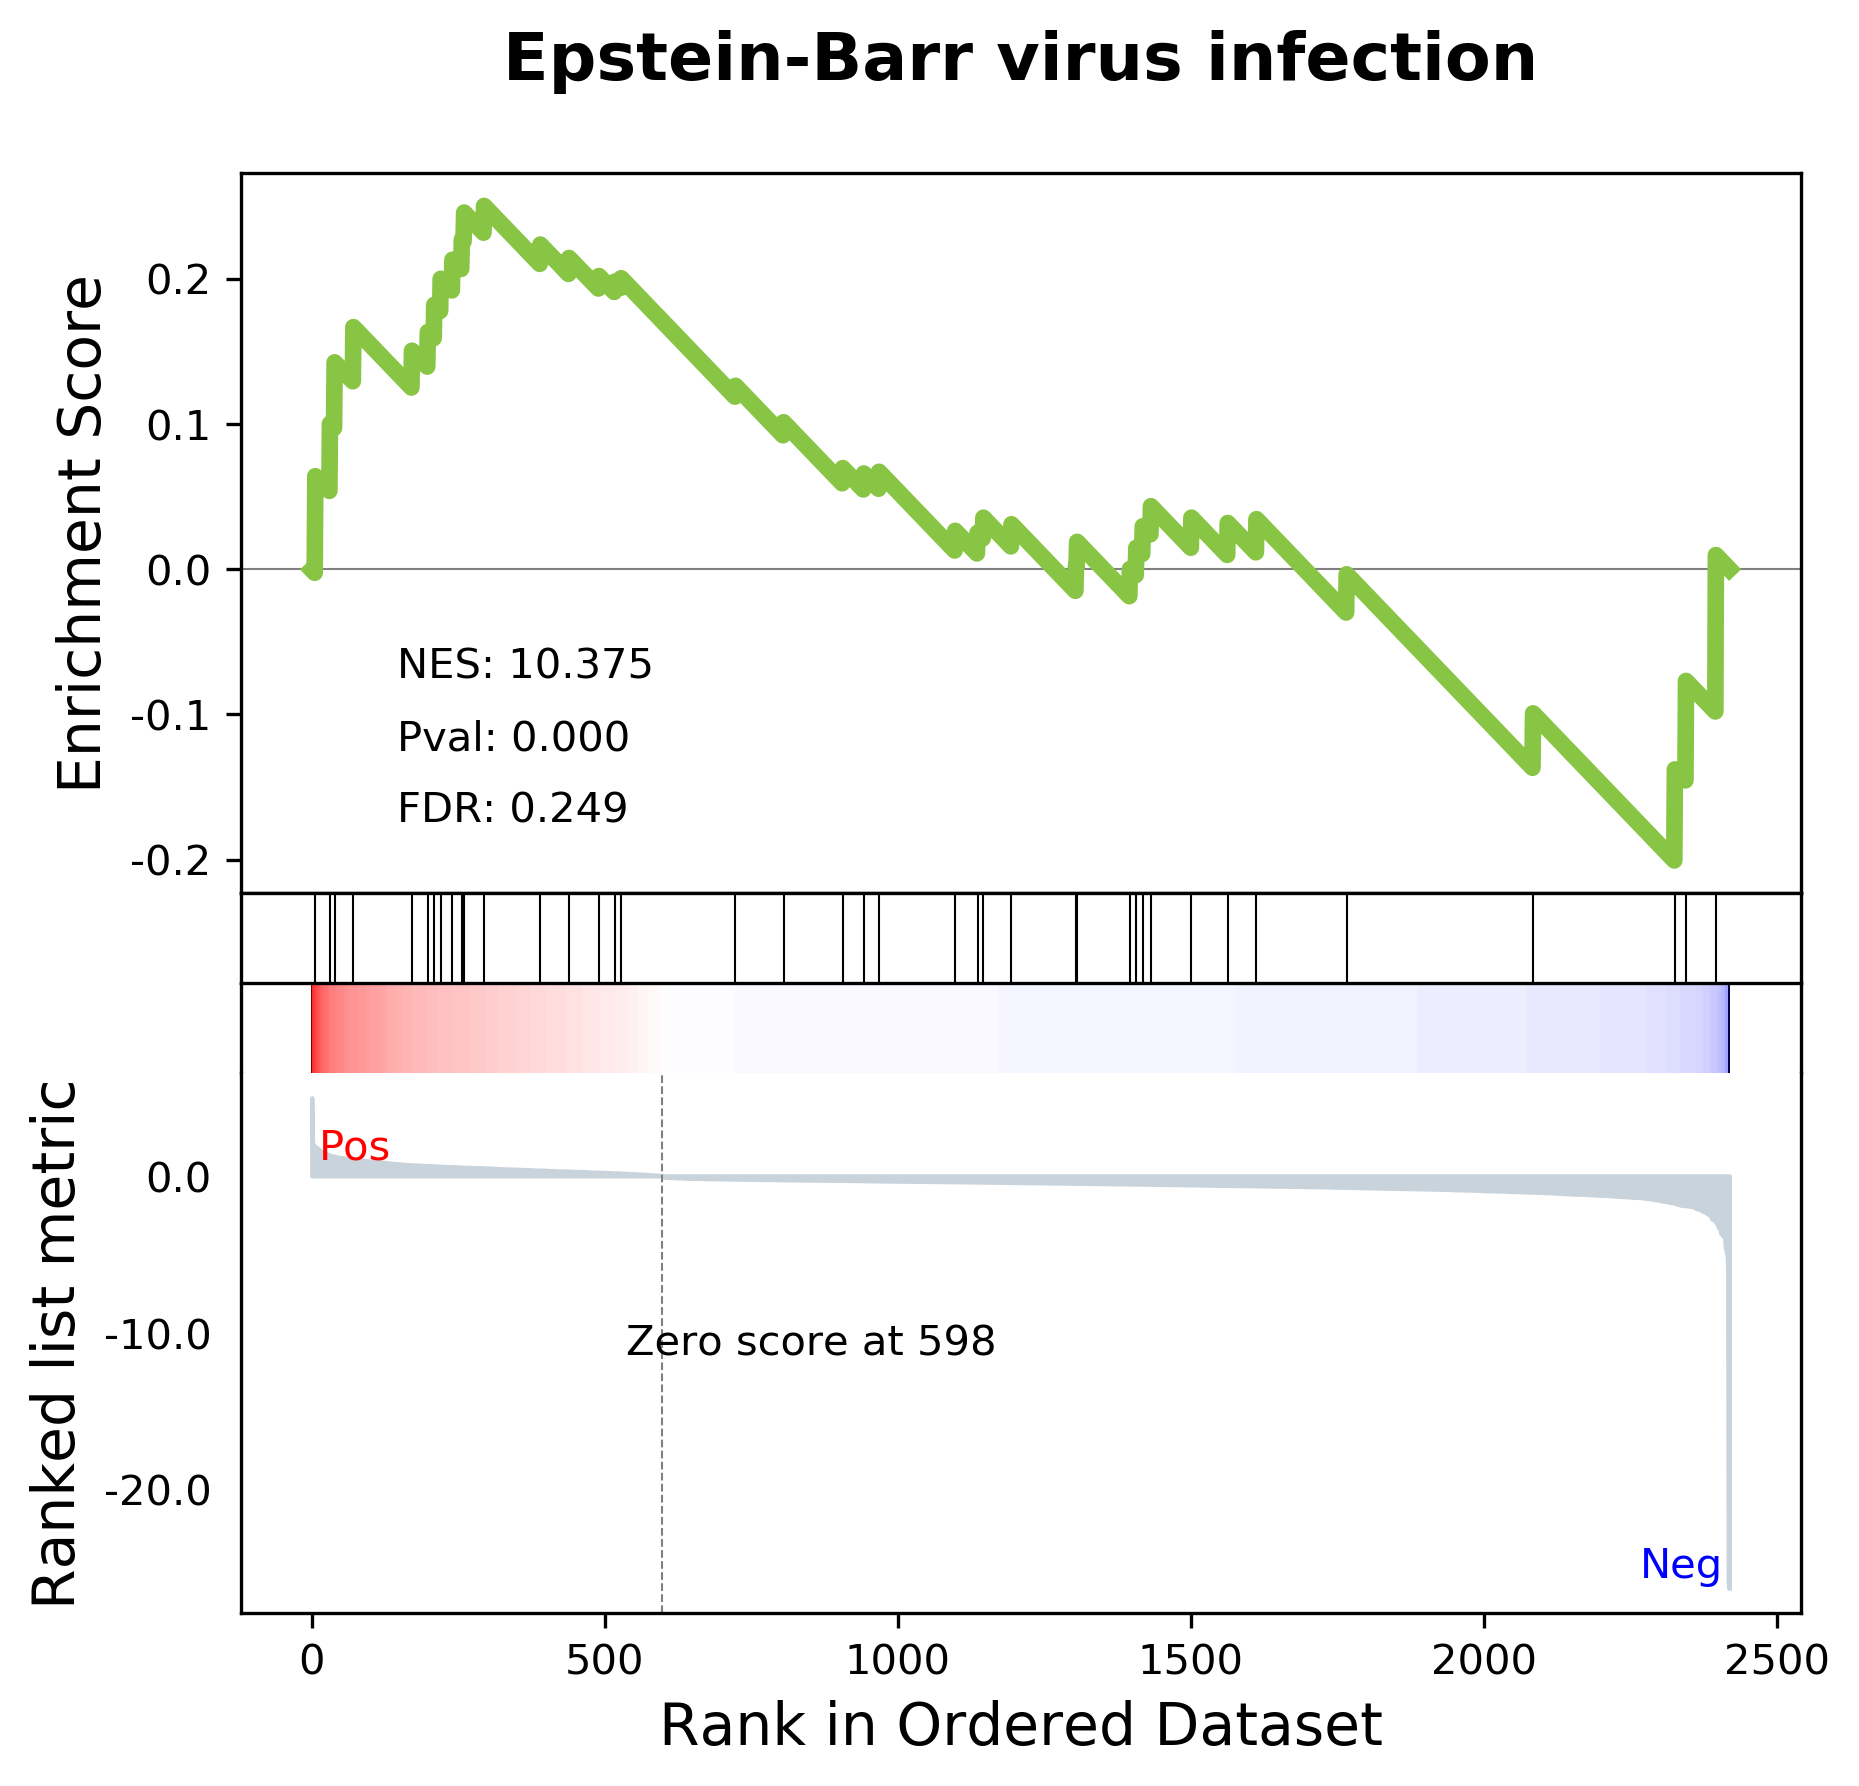 Epstein-Barr virus infection
Enrichment Score
0.2
0.1
0.0
-0.1
-0.2
NES: 10.375
Pval: 0.000
FDR: 0.249
Ranked list metric
0.0
-10.0
-20.0
Pos
Zero score at 598
Neg
0 500 1000 1500 2000 2500
Rank in Ordered Dataset